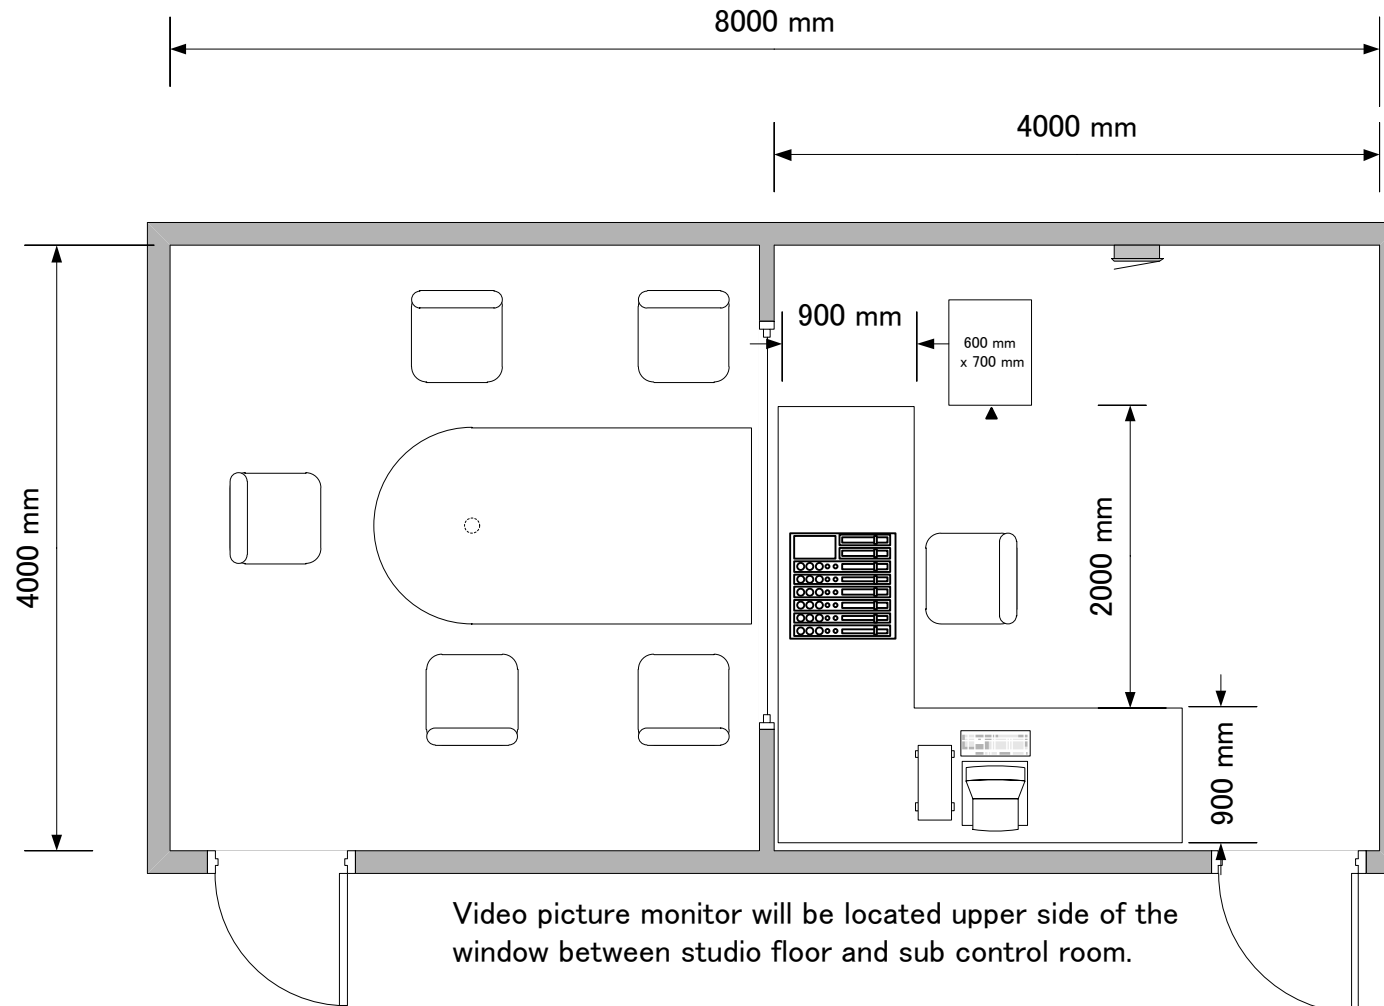 8000 mm
4000 mm
900 mm
600 mm
x 700 mm
4000 mm
2000 mm
900 mm
Video picture monitor will be located upper side of the
window between studio floor and sub control room.